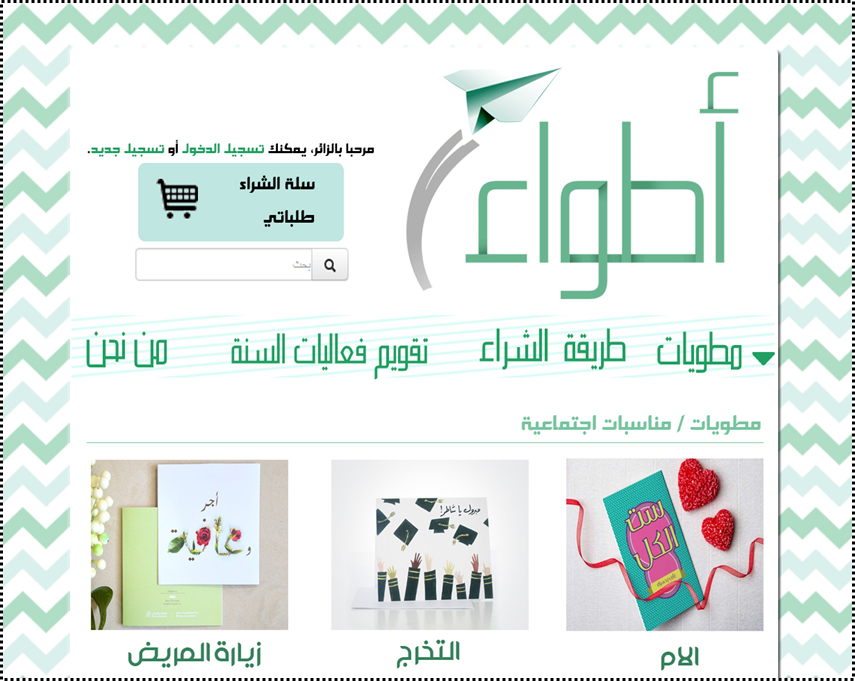 أطواء
مرحبا بالزائر، يمكنك تسجيل الدخول أو تسجيل جديد.
سلة الشراء
طلباتي
بحث
مطويات
طريقة الشراء
تقويم فعاليات السنة
من نحن
مطويات / مناسبات اجتماعية
ست
الكل
مبروك يا شاطر!
أجر
وعافية
الام
التخرج
زيارة المريض